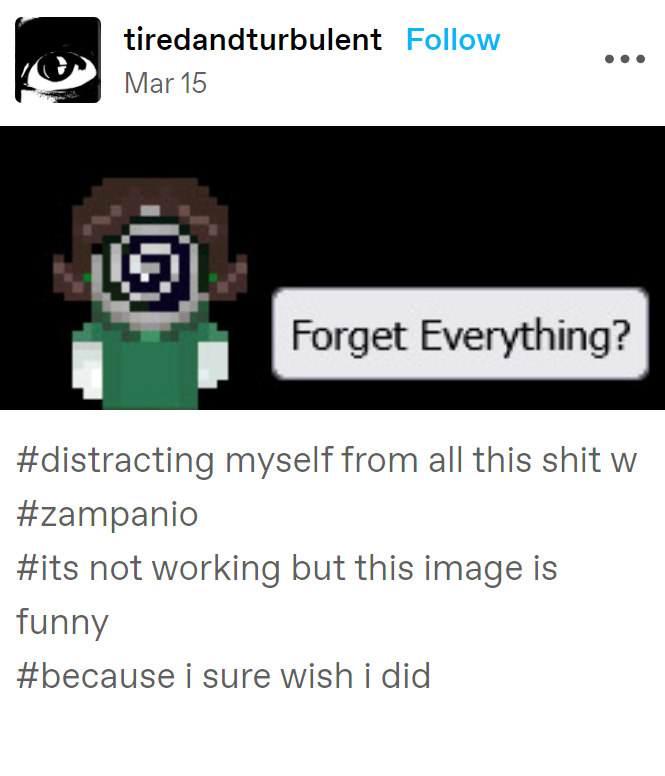 tiredandturbulent Follow
Mar 15
Forget Everything?
#distracting myself from all this shit w
#zampanio
#its not working but this image is
funny
#because i sure wish i did